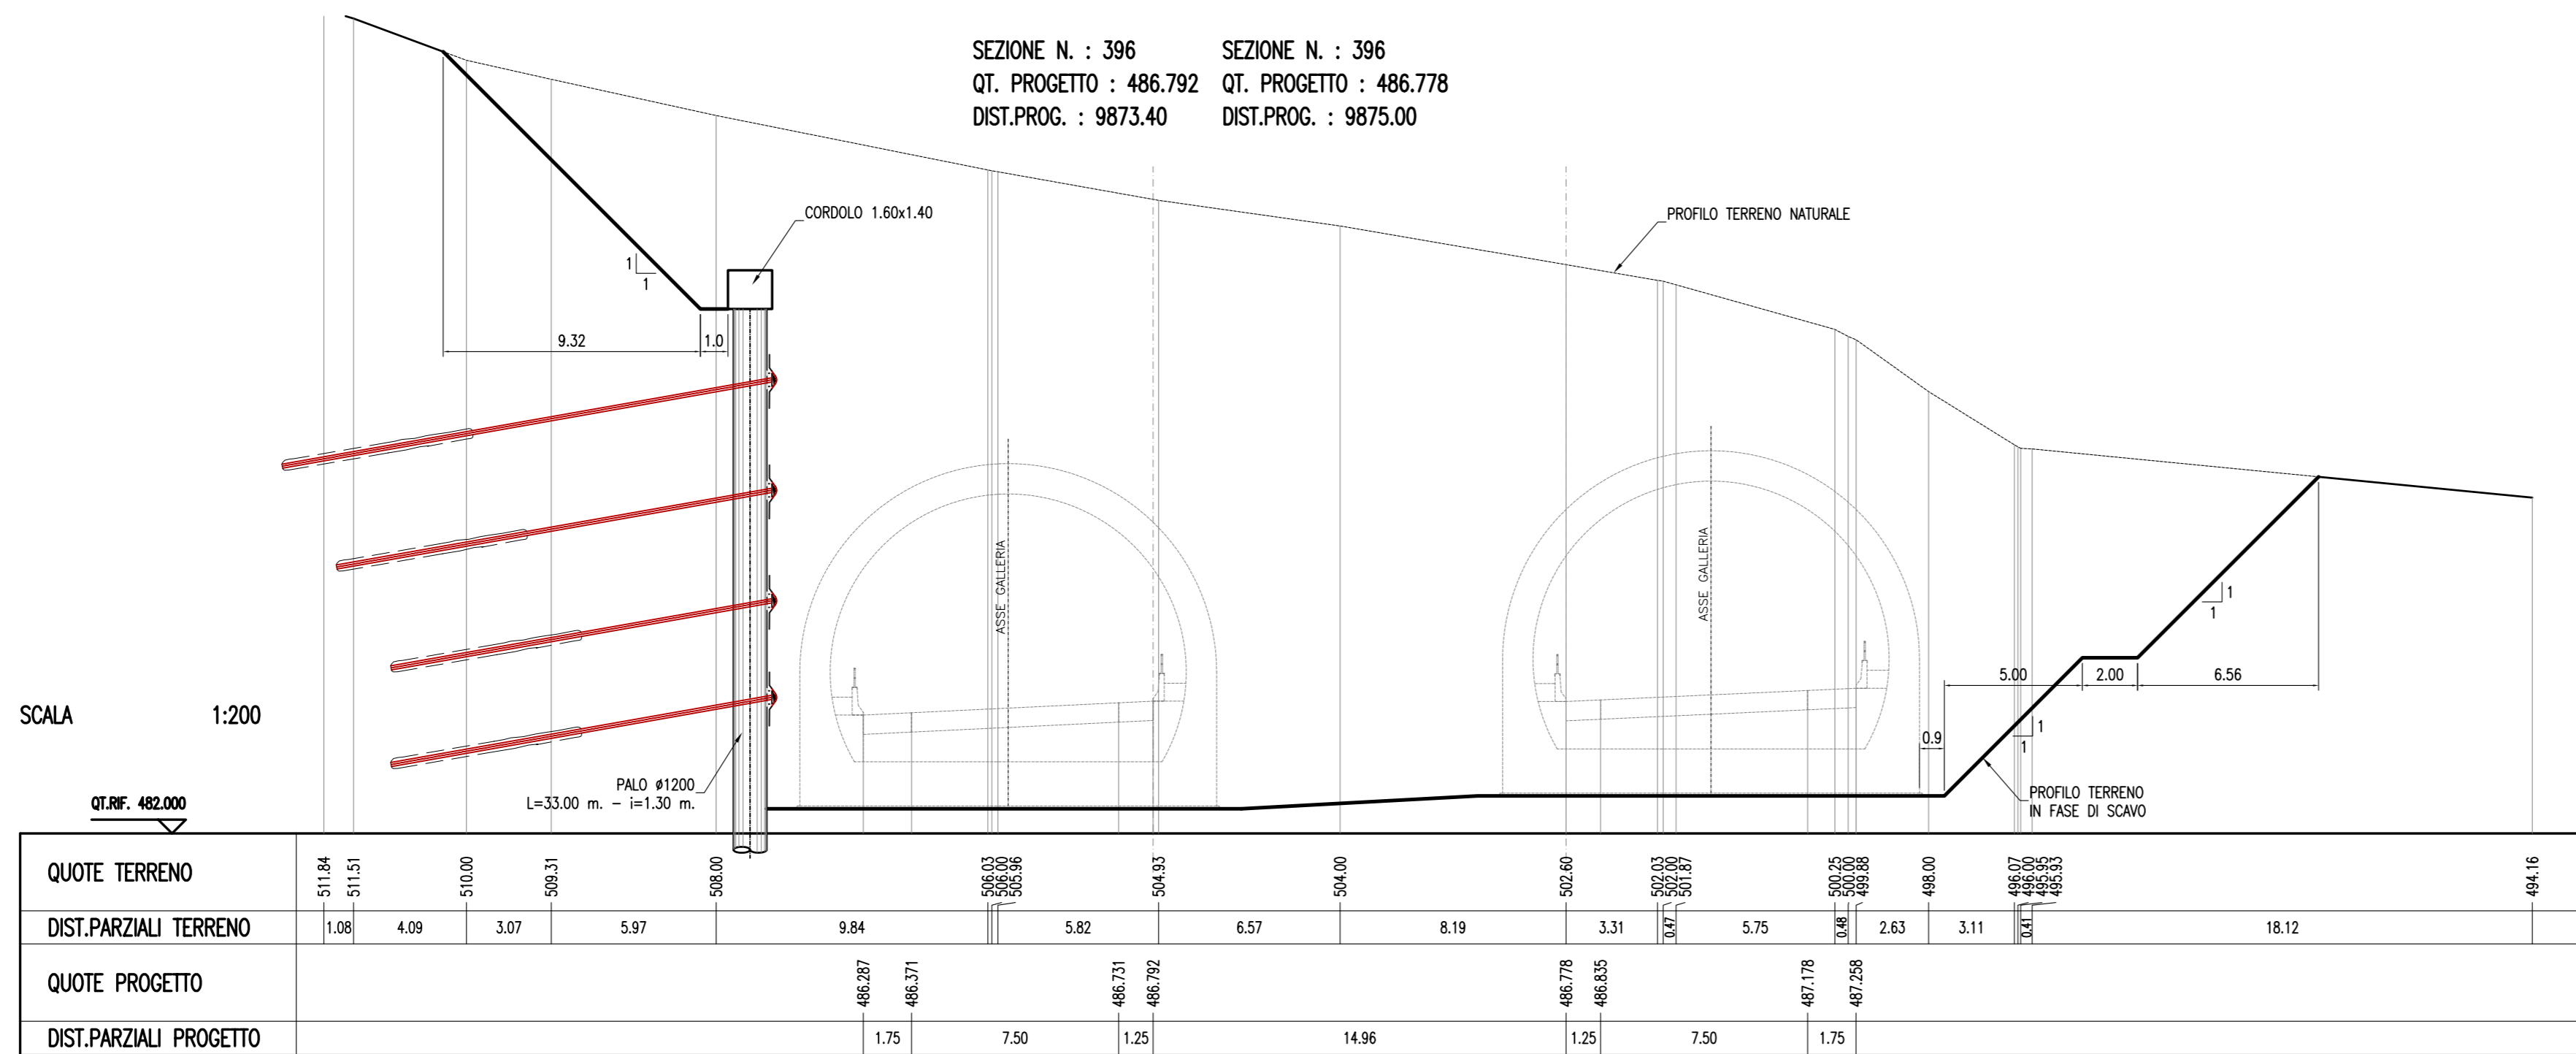 SEZIONE N. : 396 SEZIONE N. : 396
QT. PROGETTO : 486.792 QT. PROGETTO : 486.778
DIST.PROG. : 9873.40 DIST.PROG. : 9875.00
CORDOLO 1.60x1.40
PROFILO TERRENO NATURALE
1
1
9.32 1.0
ASSE GALLERIA
ASSE GALLERIA
1
1
5.00 2.00 6.56
SCALA 1:200
0.9
1
1
PALO ø1200
L=33.00 m. - i=1.30 m.
PROFILO TERRENO
IN FASE DI SCAVO
QT.RIF. 482.000
QUOTE TERRENO 511.84 511.51 510.00 509.31 508.00 506.03 506.00 505.96 504.93 504.00 502.60 502.03 502.00 501.87 500.25 500.00 499.88 498.00 496.07 496.00 495.95 495.93 494.16
DIST.PARZIALI TERRENO 1.08 4.09 3.07 5.97 9.84 5.82 6.57 8.19 3.31 0.47 5.75 0.48 2.63 3.11 0.41 18.12
QUOTE PROGETTO 486.287 486.371 486.731 486.792 486.778 486.835 487.178 487.258
DIST.PARZIALI PROGETTO 1.75 7.50 1.25 14.96 1.25 7.50 1.75